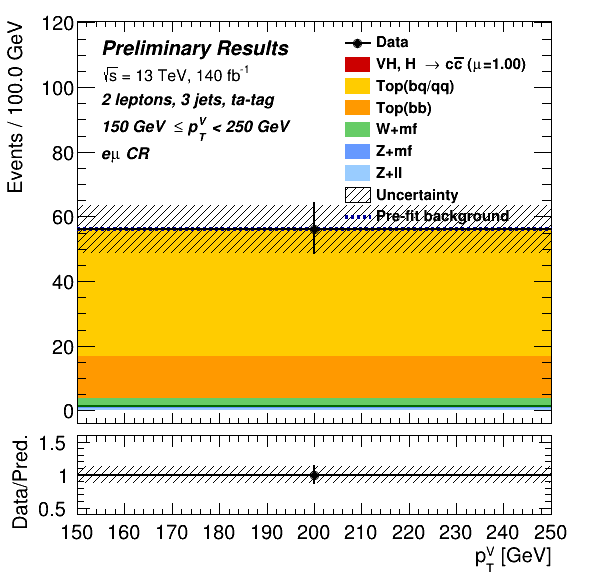 Events / 100.0 GeV
120
100
80
60
40
20
0
Preliminary Results
√s = 13 TeV, 140 fb⁻¹
2 leptons, 3 jets, ta-tag
150 GeV ≤ p_T^V < 250 GeV
eμ CR
Data
VH, H → cc̅ (μ=1.00)
Top(bq/qq)
Top(bb)
W+mf
Z+mf
Z+ll
Uncertainty
Pre-fit background
Data/Pred.
1.5
1
0.5
150 160 170 180 190 200 210 220 230 240 250
p_T^V [GeV]